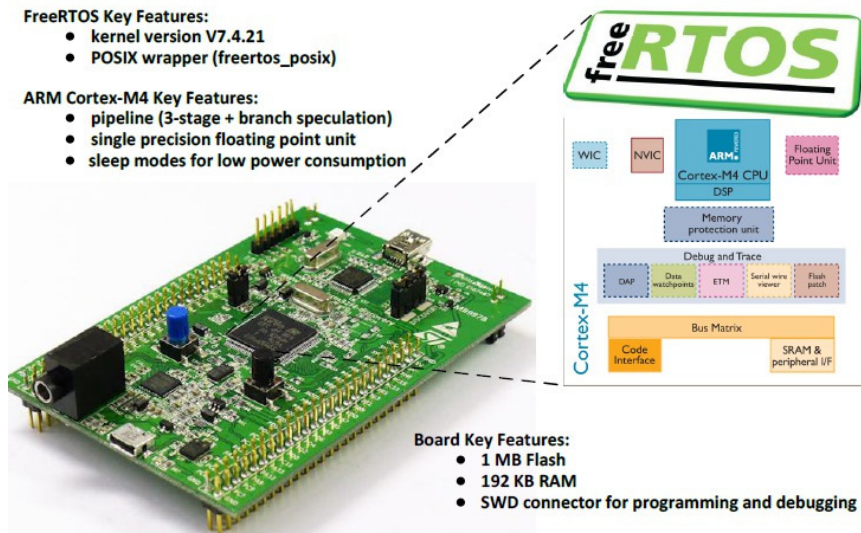 FreeRTOS Key Features:
● kernel version V7.4.21
● POSIX wrapper (freertos_posix)
ARM Cortex-M4 Key Features:
● pipeline (3-stage + branch speculation)
● single precision floating point unit
● sleep modes for low power consumption
free RTOS
WIC
NVIC
ARM
Cortex-M4 CPU
DSP
Floating
Point Unit
Memory
protection unit
Debug and Trace
DAP
Data
watchpoints
ETM
Serial wire
viewer
Flash
patch
Bus Matrix
Code
Interface
SRAM &
peripheral I/F
Cortex-M4
Board Key Features:
● 1 MB Flash
● 192 KB RAM
● SWD connector for programming and debugging